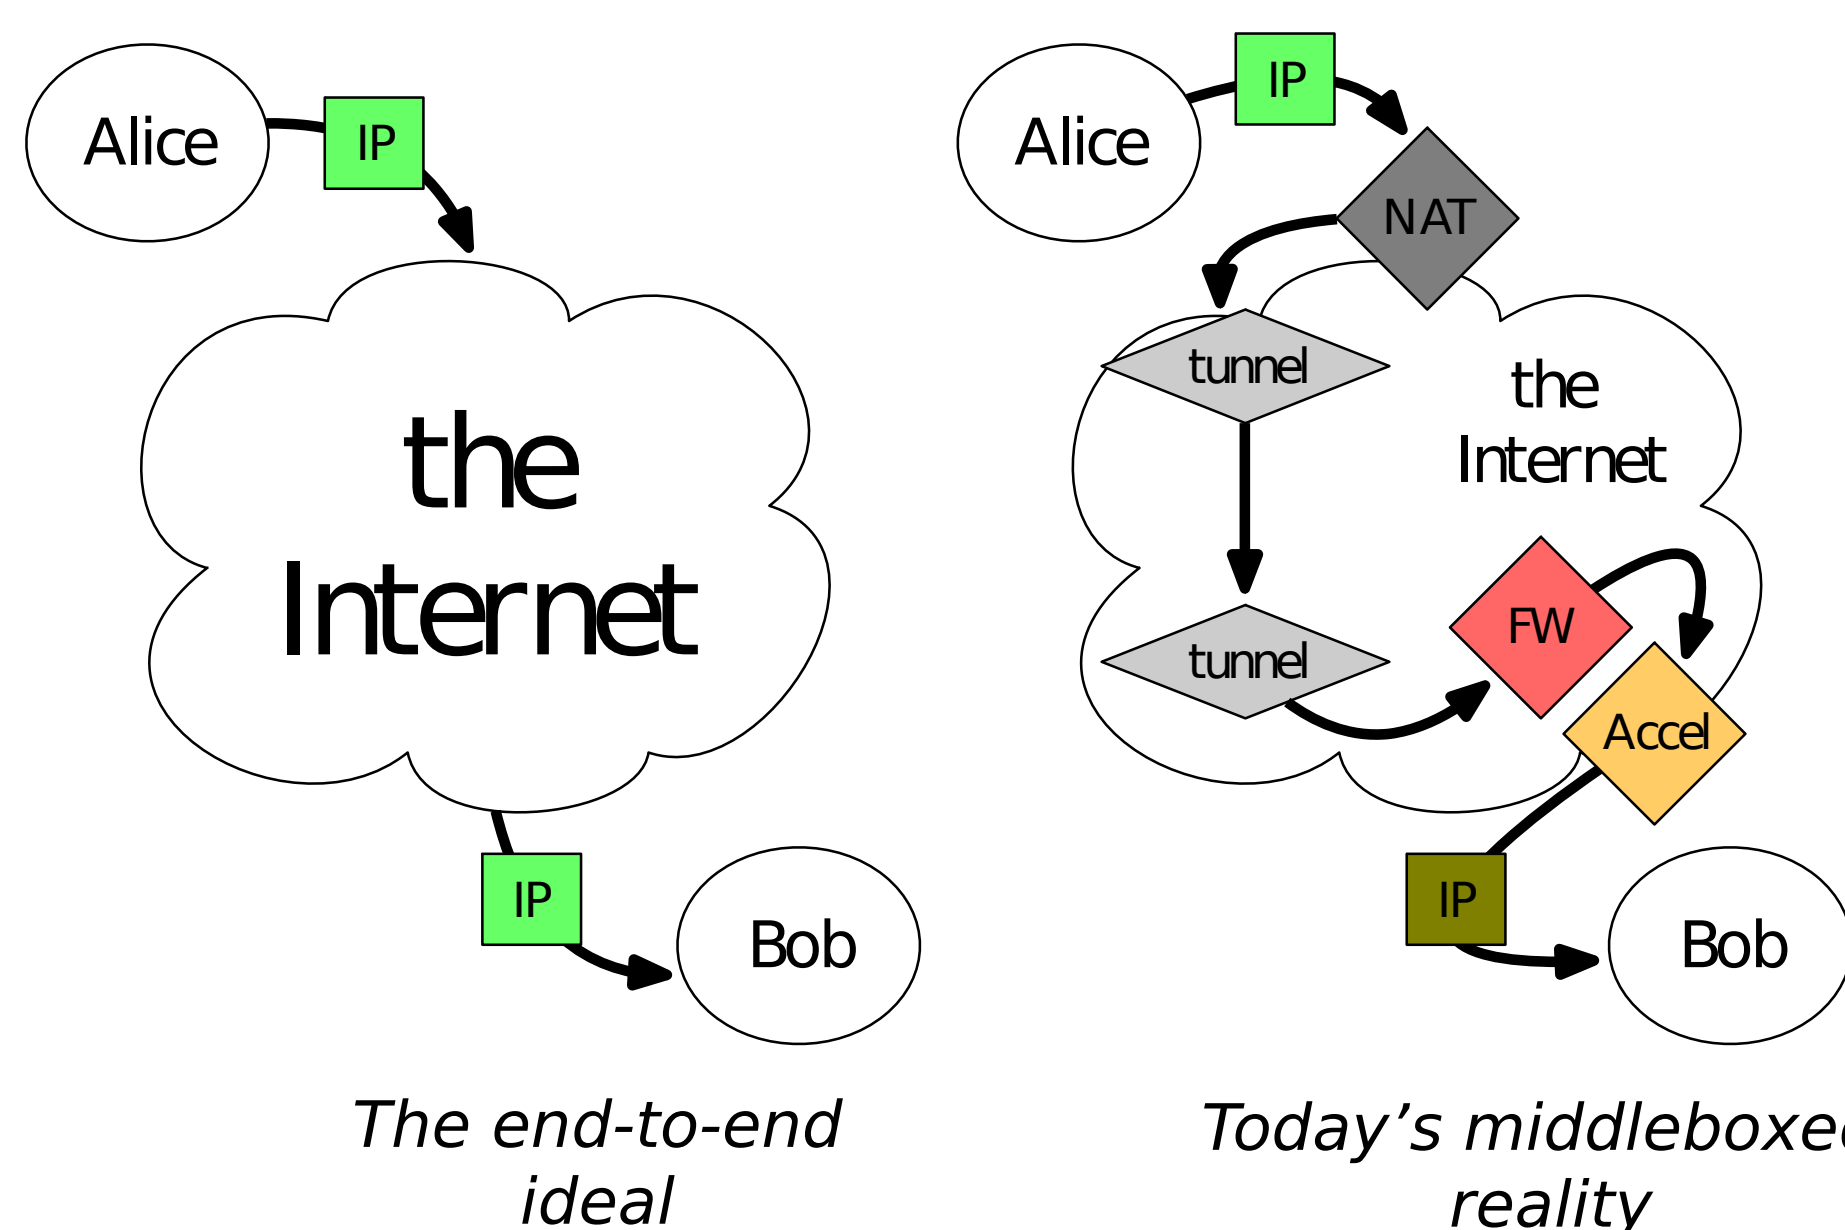 Alice
IP
the
Internet
IP
Bob
The end-to-end
ideal
Alice
IP
NAT
tunnel
the
Internet
tunnel
FW
Accel
IP
Bob
Today’s middleboxed
reality